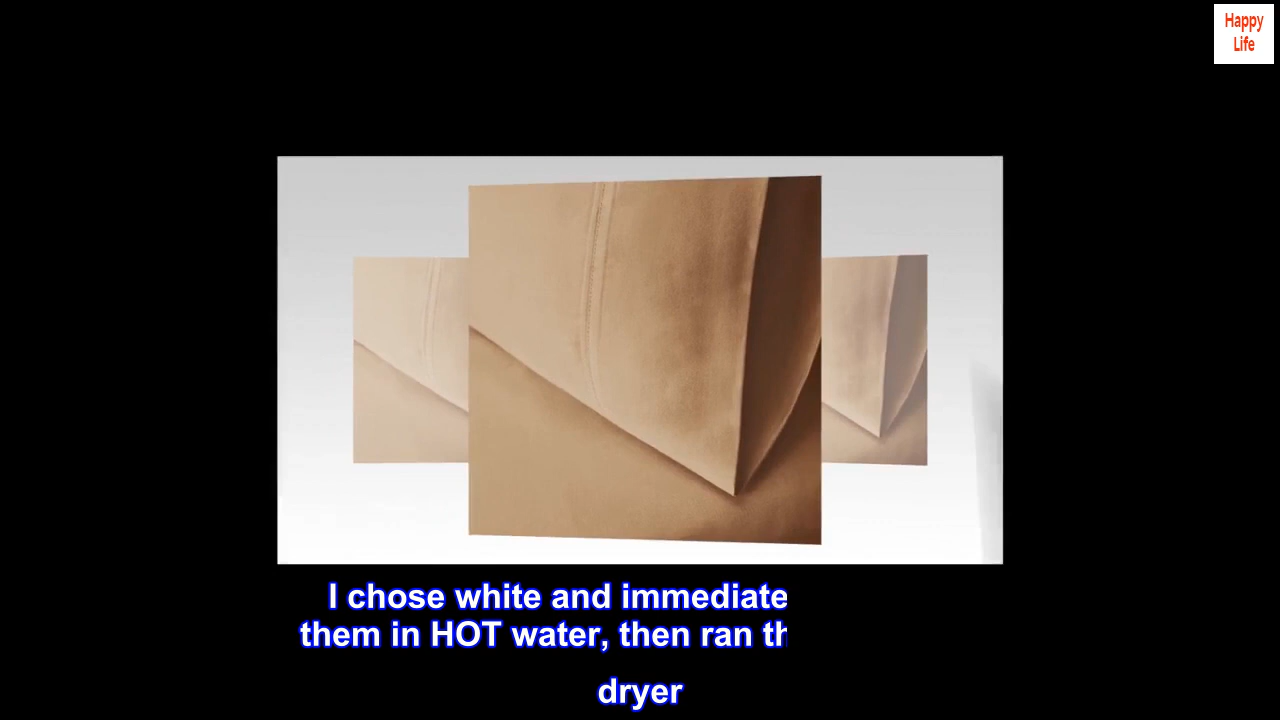 Happy
Life
I chose white and immediate
them in HOT water, then ran th
dryer